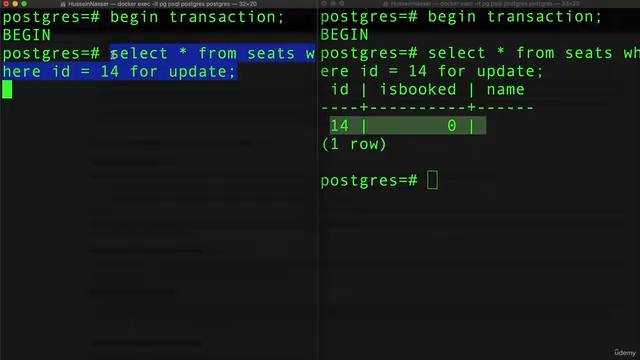 HusseinNasser — docker exec -it pg psql postgres postgres — 32×20
postgres=# begin transaction;
BEGIN
postgres=# select * from seats w
here id = 14 for update;
HusseinNasser — docker exec -it pg psql postgres postgres — 33×20
postgres=# begin transaction;
BEGIN
postgres=# select * from seats wh
ere id = 14 for update;
 id | isbooked | name
----+----------+------
 14 |        0 |
(1 row)
postgres=#
ûdemy